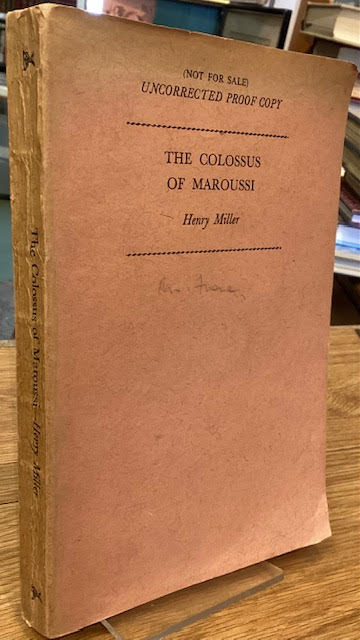 (NOT FOR SALE)
UNCORRECTED PROOF COPY
THE COLOSSUS
OF MAROUSSI
Henry Miller
The Colossus of Maroussi—Henry Miller